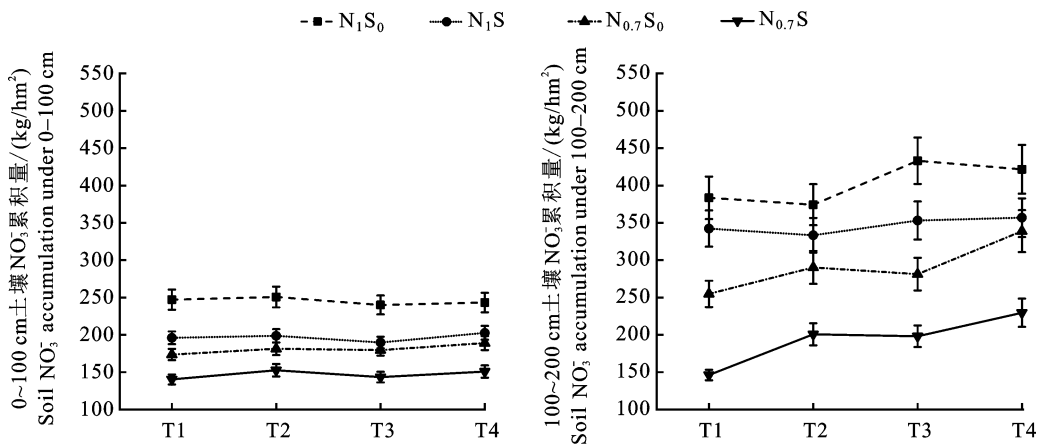 N₁S₀ N₁S N₀.₇S₀ N₀.₇S
0~100 cm土壤NO₃⁻累积量/(kg/hm²)
Soil NO₃⁻ accumulation under 0–100 cm
550
500
450
400
350
300
250
200
150
100
T1 T2 T3 T4
100~200 cm土壤NO₃⁻累积量/(kg/hm²)
Soil NO₃⁻ accumulation under 100–200 cm
550
500
450
400
350
300
250
200
150
100
T1 T2 T3 T4